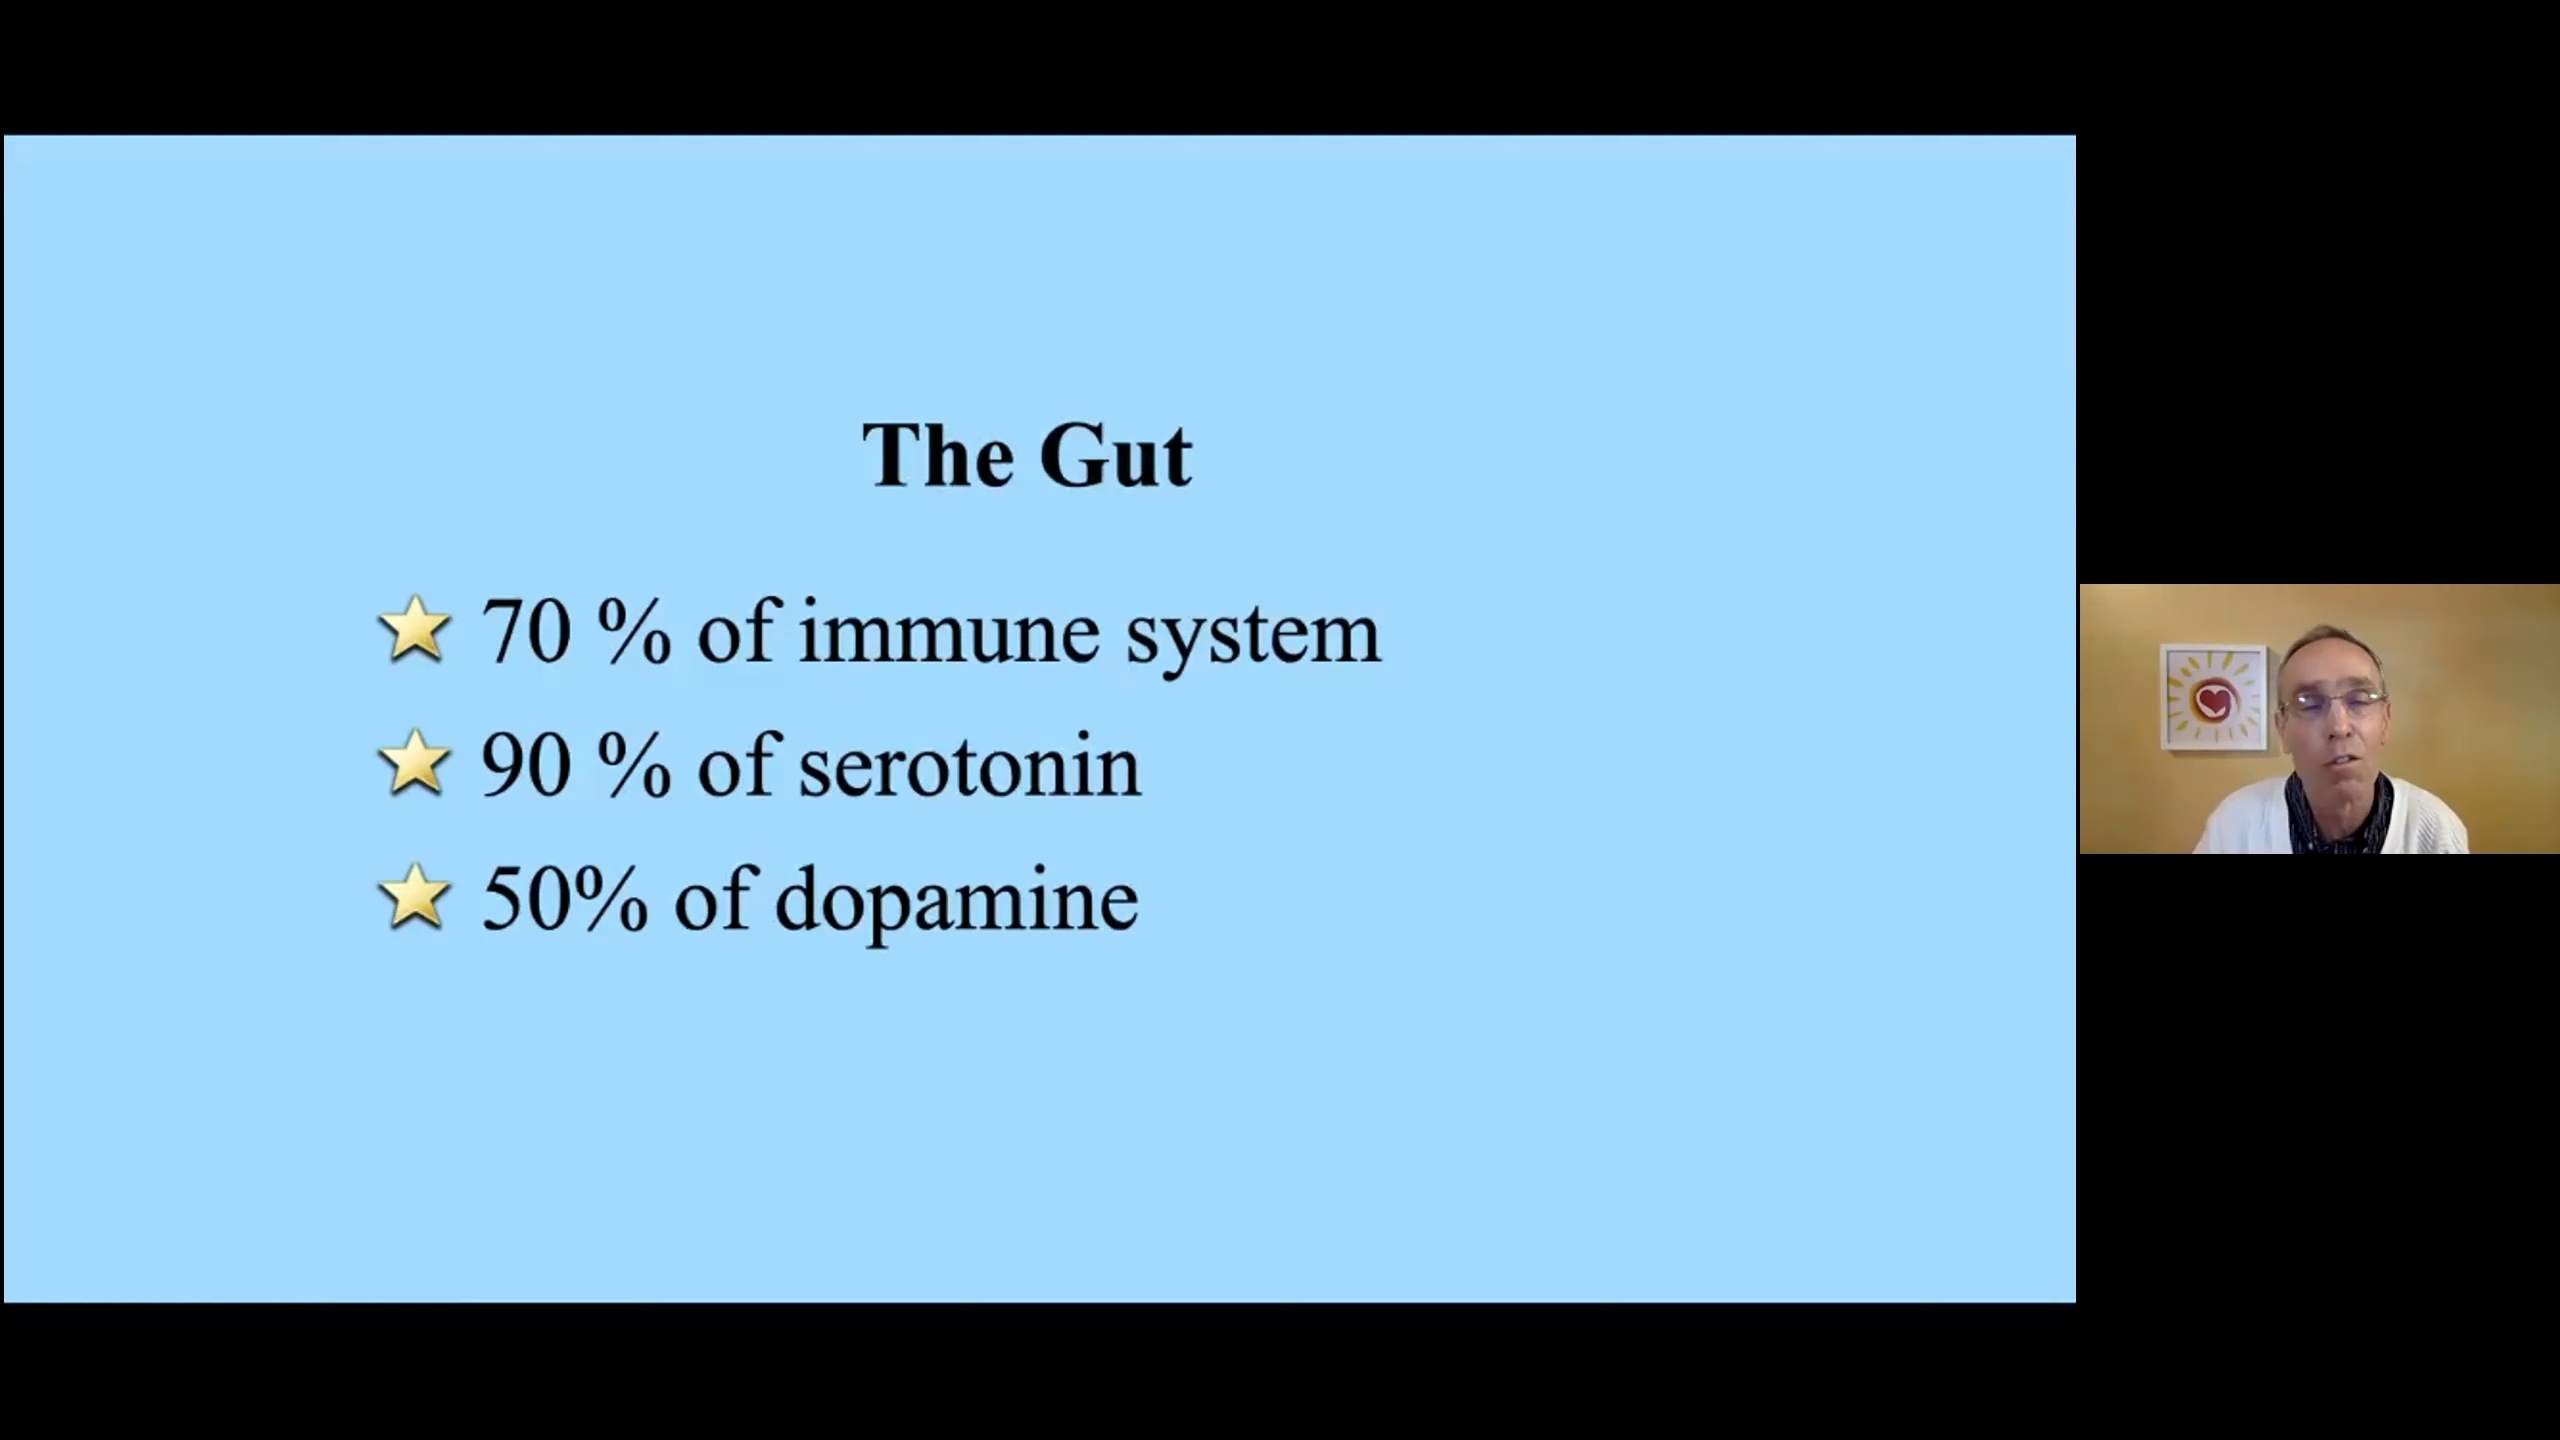 The Gut
70 % of immune system
90 % of serotonin
50% of dopamine